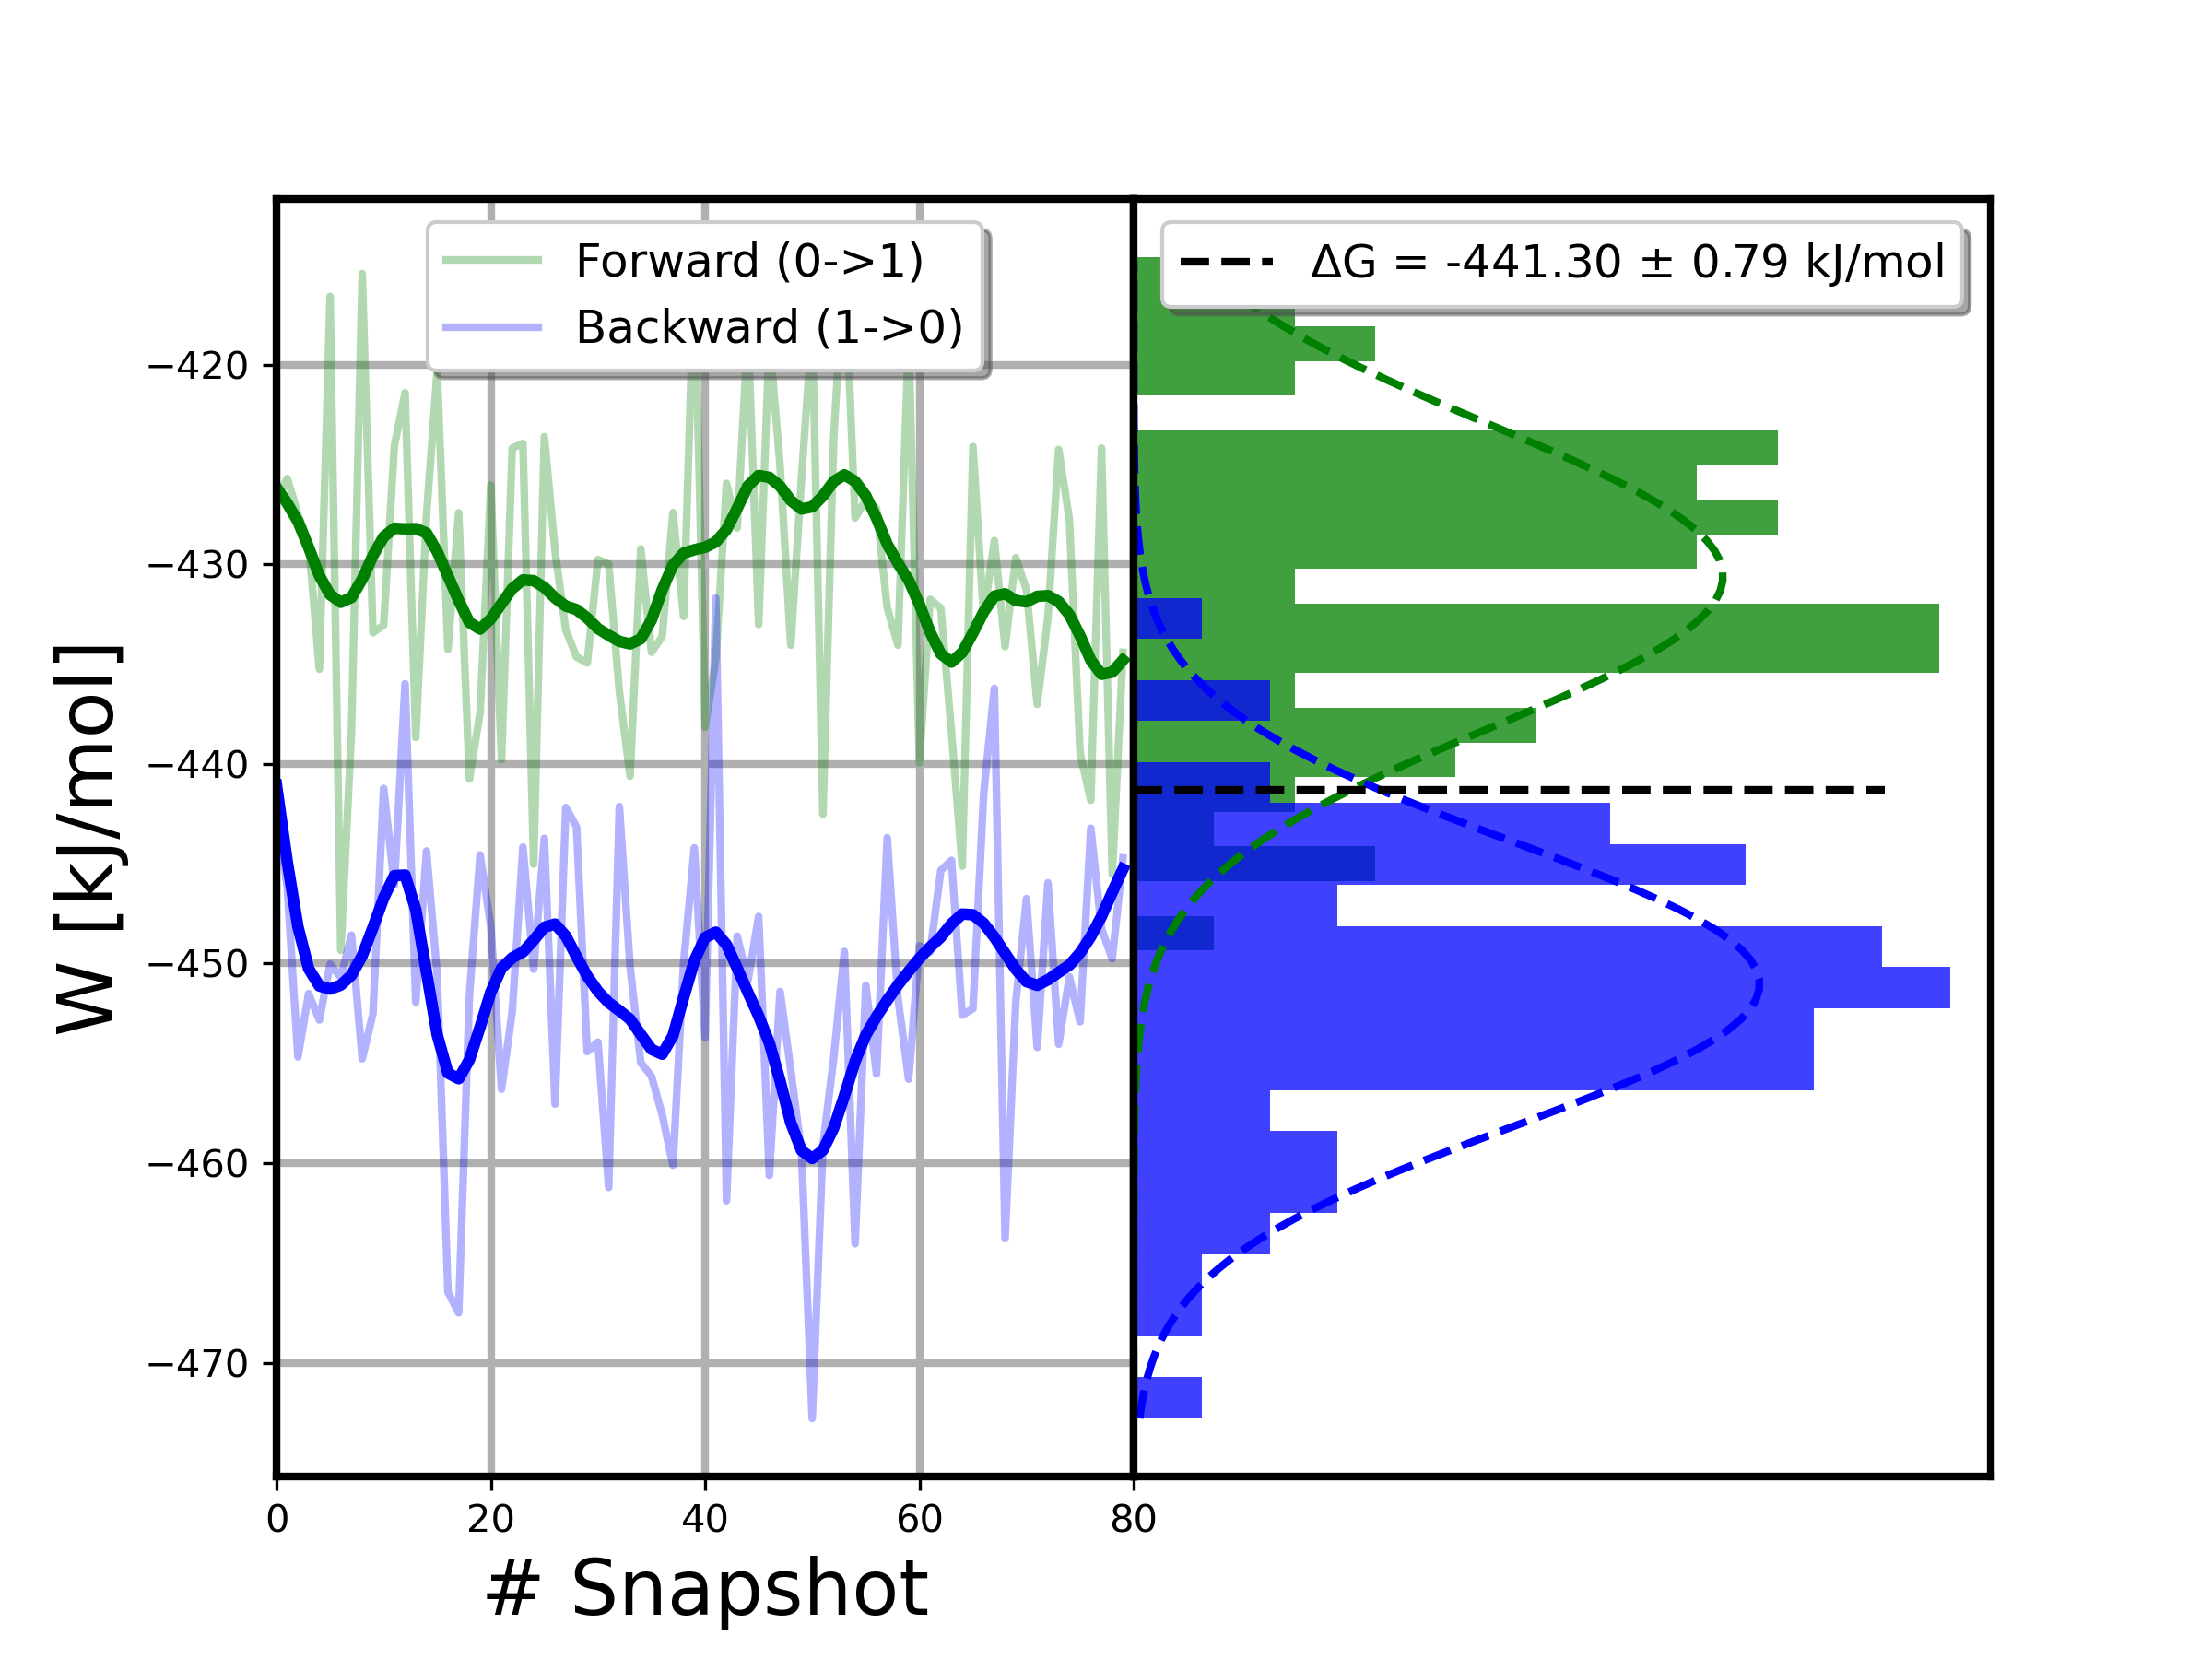 Forward (0->1)
Backward (1->0)
ΔG = -441.30 ± 0.79 kJ/mol
W [kJ/mol]
−420
−430
−440
−450
−460
−470
0 20 40 60 80
# Snapshot